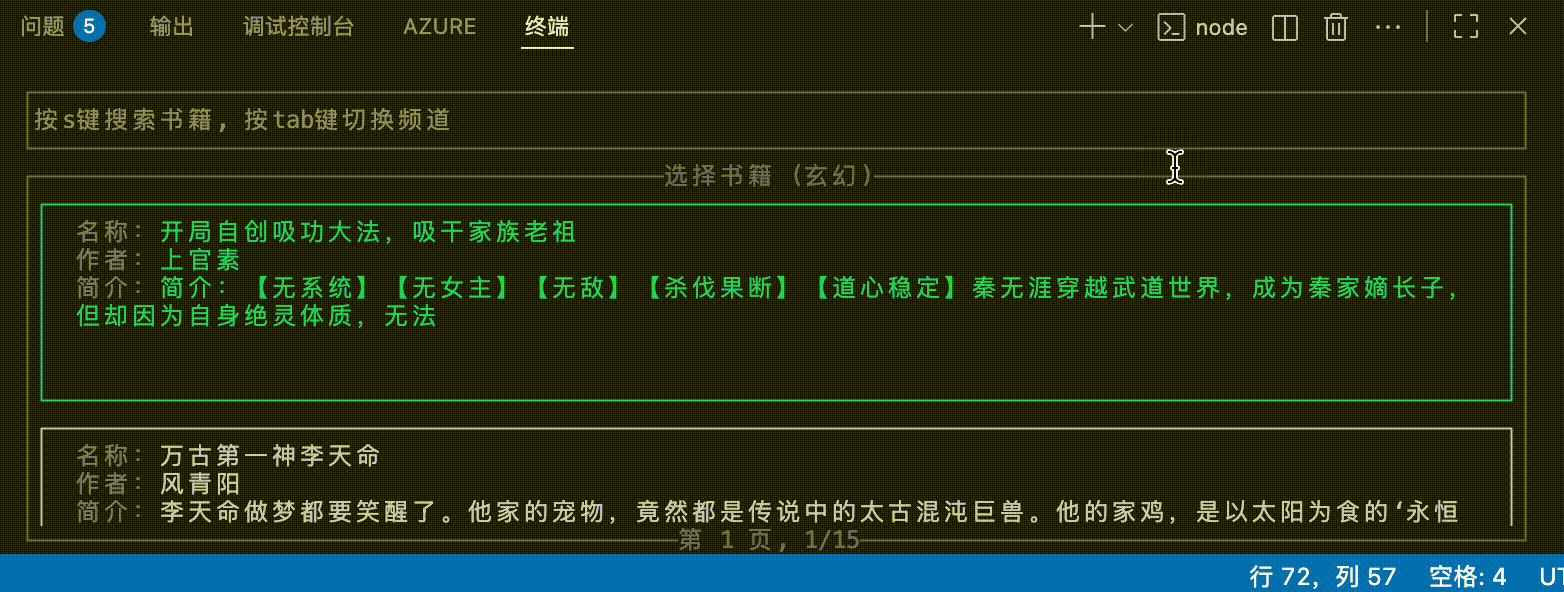 问题 5 输出 调试控制台 AZURE 终端 node
按s键搜索书籍, 按tab键切换频道
选择书籍 (玄幻)
名称: 开局自创吸功大法, 吸干家族老祖
作者: 上官素
简介: 简介: 【无系统】【无女主】【无敌】【杀伐果断】【道心稳定】秦无涯穿越武道世界, 成为秦家嫡长子,
但却因为自身绝灵体质, 无法
名称: 万古第一神李天命
作者: 风青阳
简介: 李天命做梦都要笑醒了。他家的宠物, 竟然都是传说中的太古混沌巨兽。他的家鸡, 是以太阳为食的‘永恒
第 1 页, 1/15
行 72, 列 57 空格: 4 UT